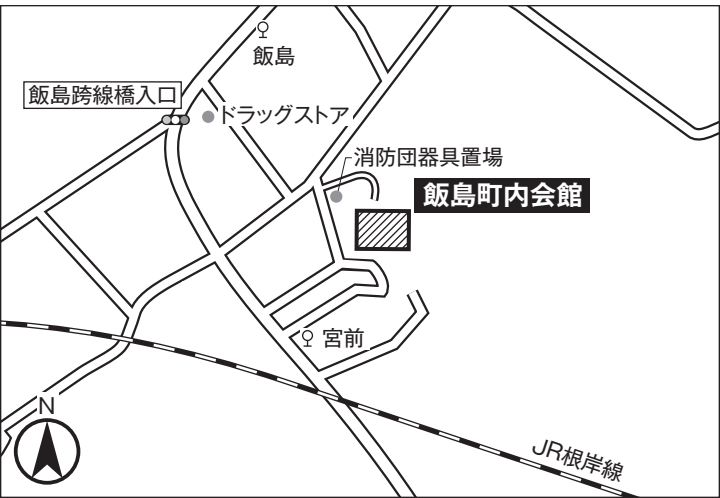 飯島
飯島跨線橋入口
ドラッグストア
消防団器具置場
飯島町内会館
宮前
N
JR根岸線